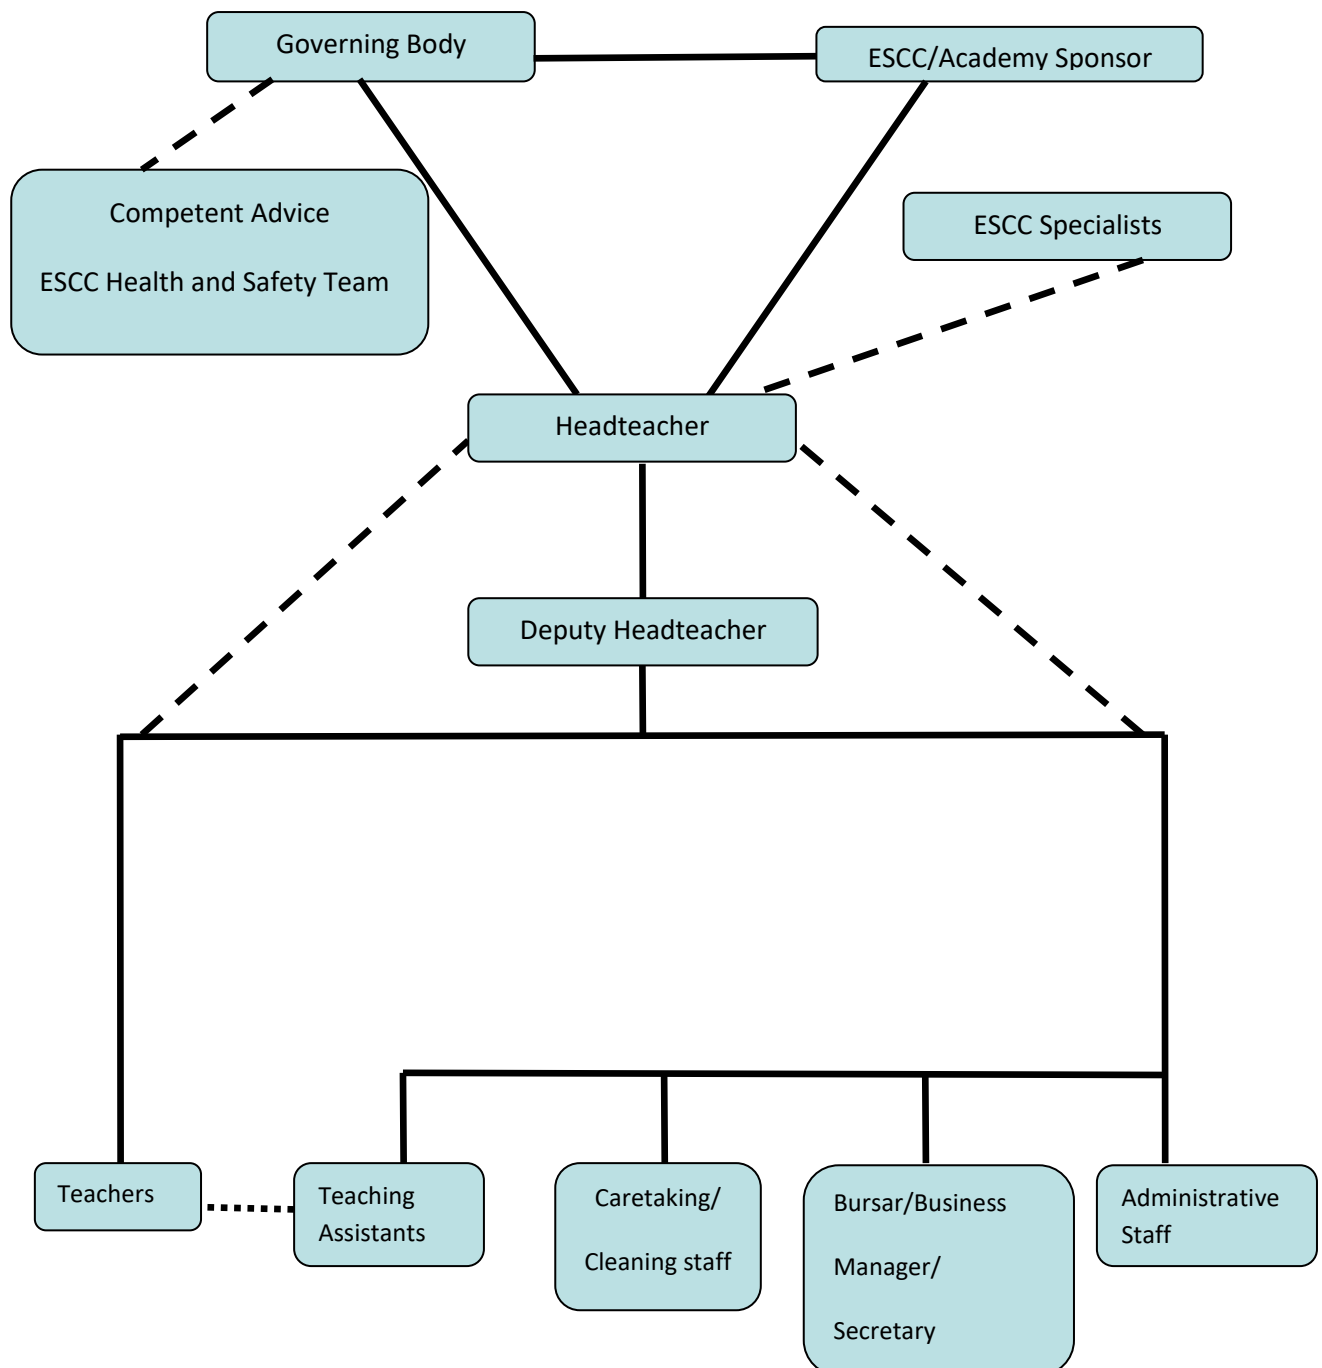 Governing Body
ESCC/Academy Sponsor
Competent Advice
ESCC Health and Safety Team
ESCC Specialists
Headteacher
Deputy Headteacher
Teachers
Teaching
Assistants
Caretaking/
Cleaning staff
Bursar/Business
Manager/
Secretary
Administrative
Staff